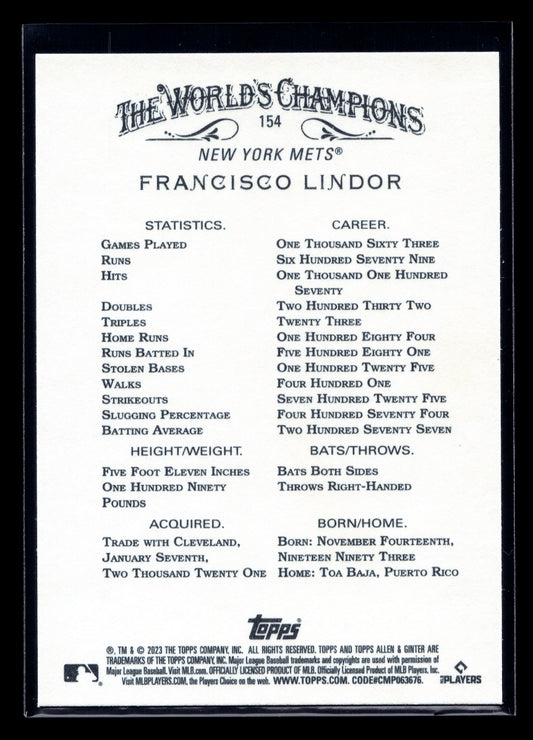 THE WORLD'S CHAMPIONS
154
NEW YORK METS®
FRANCISCO LINDOR
STATISTICS. CAREER.
GAMES PLAYED ONE THOUSAND SIXTY THREE
RUNS SIX HUNDRED SEVENTY NINE
HITS ONE THOUSAND ONE HUNDRED
SEVENTY
DOUBLES TWO HUNDRED THIRTY TWO
TRIPLES TWENTY THREE
HOME RUNS ONE HUNDRED EIGHTY FOUR
RUNS BATTED IN FIVE HUNDRED EIGHTY ONE
STOLEN BASES ONE HUNDRED TWENTY FIVE
WALKS FOUR HUNDRED ONE
STRIKEOUTS SEVEN HUNDRED TWENTY FIVE
SLUGGING PERCENTAGE FOUR HUNDRED SEVENTY FOUR
BATTING AVERAGE TWO HUNDRED SEVENTY SEVEN
HEIGHT/WEIGHT. BATS/THROWS.
FIVE FOOT ELEVEN INCHES BATS BOTH SIDES
ONE HUNDRED NINETY THROWS RIGHT-HANDED
POUNDS
ACQUIRED. BORN/HOME.
TRADE WITH CLEVELAND, BORN: NOVEMBER FOURTEENTH,
JANUARY SEVENTH, NINETEEN NINETY THREE
TWO THOUSAND TWENTY ONE HOME: TOA BAJA, PUERTO RICO
TOPPS®
®, TM & © 2023 THE TOPPS COMPANY, INC. ALL RIGHTS RESERVED. TOPPS AND TOPPS ALLEN & GINTER ARE
TRADEMARKS OF THE TOPPS COMPANY, INC. Major League Baseball trademarks and copyrights are used with permission of
Major League Baseball. Visit MLB.com. OFFICIALLY LICENSED PRODUCT OF MLB. Officially Licensed Product of MLB Players, Inc.
Visit MLBPLAYERS.COM, the Players Choice on the web. WWW.TOPPS.COM. CODE#CMP063676.
MLBPLAYERS